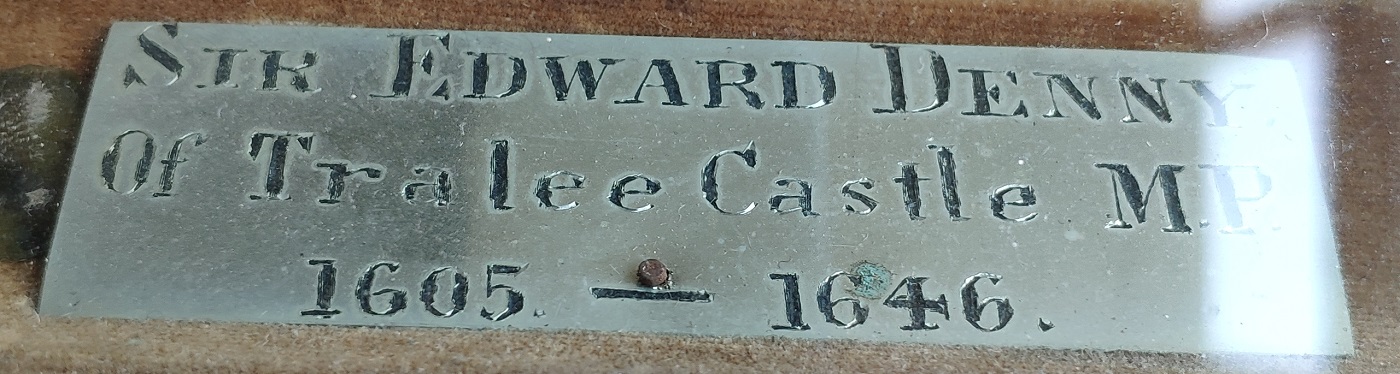 SIR EDWARD DENNY
Of Tralee Castle M.P.
1605. — 1646.